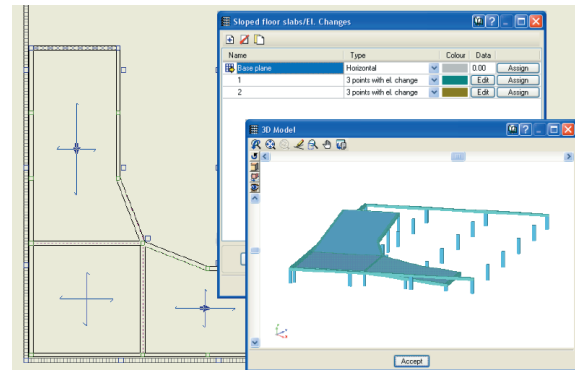 Sloped floor slabs/El. Changes
Name Type Colour Data
Base plane Horizontal 0.00 Assign
1 3 points with el. change Edit Assign
2 3 points with el. change Edit Assign
3D Model
Accept